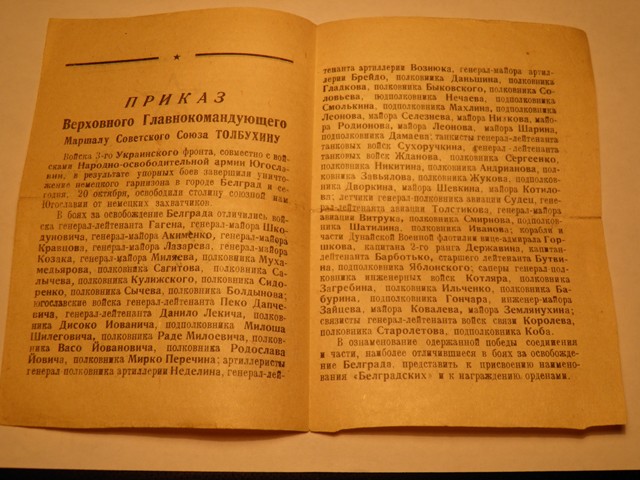 ПРИКАЗ
Верховного Главнокомандующего
Маршалу Советского Союза ТОЛБУХИНУ
Войска 3-го Украинского фронта, совместно с вой-
сками Народно-освободительной армии Югосла-
вии, в результате упорных боев завершили уничто-
жение немецкого гарнизона в городе Белград и се-
годня, 20 октября, освободили столицу союзной нам
Югославии от немецких захватчиков.
В боях за освобождение Белграда отличились вой-
ска генерал-лейтенанта Гагена, генерал-майора Шко-
дуновича, генерал-майора Акименко, генерал-майора
Кравцова, генерал-майора Лазарева, генерал-майора
Козака, генерал-майора Миляева, полковника Муха-
медьярова, полковника Сагитова, полковника Са-
лычева, полковника Кулижского, полковника Сидо-
ренко, полковника Сычева, полковника Болдынова;
югославские войска генерал-лейтенанта Пеко Дапче-
вича, генерал-лейтенанта Данило Лекича, полков-
ника Дисоко Иовановича, подполковника Милоша
Шилеговича, полковника Раде Милоевича, полков-
ника Васо Йовановича, полковника Родослава
Йовича, полковника Мирко Перечина; артиллеристы
генерал-полковника артиллерии Неделина, генерал-лей-
тенанта артиллерии Вознюка, генерал-майора артил-
лерии Брейдо, полковника Даньшина, полковника
Глалкова, полковника Быковского, полковника Со-
ловьева, подполковника Нечаева, подполковника
Смолькина, подполковника Махлина, полковника
Леонова, майора Селезнева, майора
ра Родионова, майора Леонова, майора Шарина,
подполковника Дамаева; танкисты генерал-лейтенанта
танковых войск Сухоручкина, генерал-лейтенанта
танковых войск Жданова, полковника Сергеенко,
полковника Никитина, полковника Андрианова, пол-
ковника Завьялова, полковника Жукова, подполков-
ника Дворкина, майора Шевкина, майора Котило-
ва; летчики генерал-полковника авиации Судец, ген-
ерал-лейтенанта авиации Толстикова, генерал-майора
авиации Витрука, полковника Смирнова, подполков-
ника Шатилина, полковника Иванова; корабли и
части Дунайской Военной флотилии вице-адмирала Гор-
шкова, капитана 2-го ранга Державина, капитан-
лейтенанта Барботько, старшего лейтенанта Бутви-
на, подполковника Яблонского; саперы генерал-пол-
ковника инженерных войск Котляра, полковника
Загребина, полковника Ильченко, полковника Ба-
бурина, подполковника Гончара, инженер-майора
Зайцева, майора Ковалева, майора Землянухина;
связисты генерал-лейтенанта войск связи Королева,
полковника Старолетова, подполковника Коба.
В ознаменование одержанной победы соединения
и части, наиболее отличившиеся в боях за освобожде-
ние Белграда, представить к присвоению наимено-
вания «Белградских» и к награждению орденами.